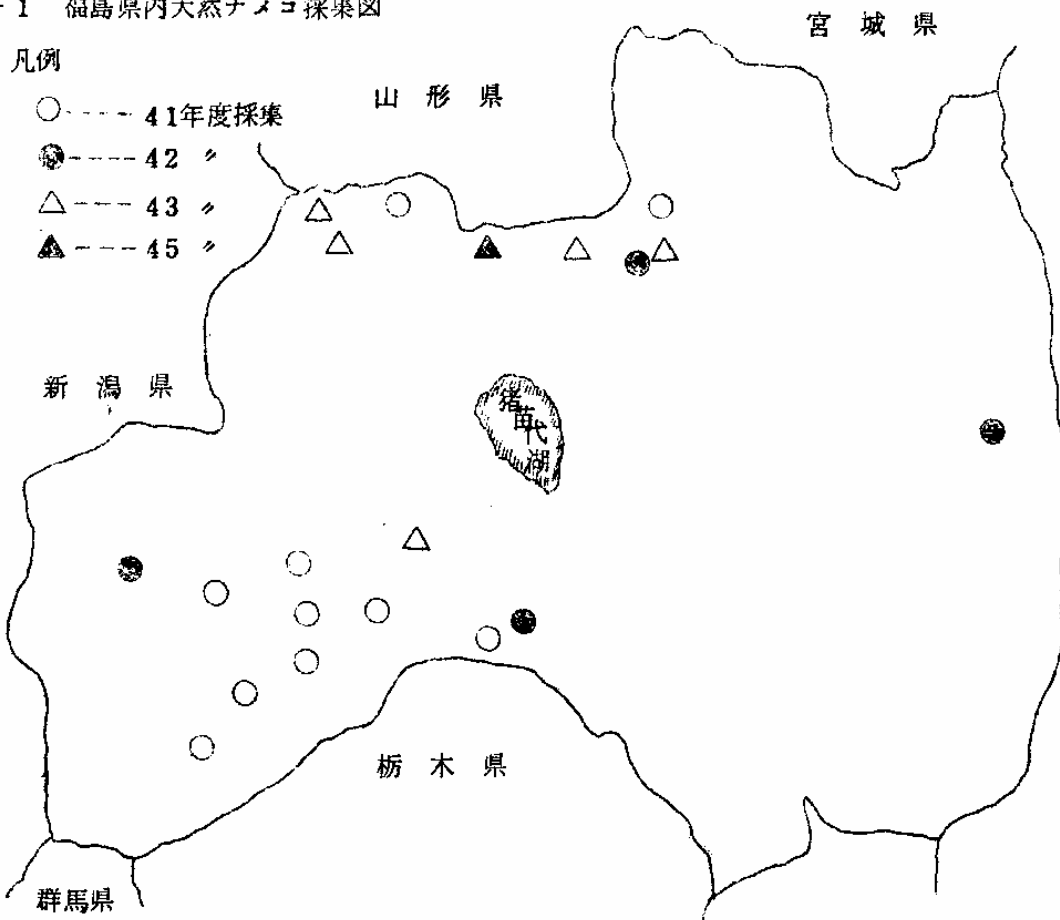 1 福島県内天然ナメコ採集図
宮城県
凡例
山形県
○---- 41年度採集
●---- 42 〃
△--- 43 〃
▲--- 45 〃
新潟県
猪苗代湖
栃木県
群馬県